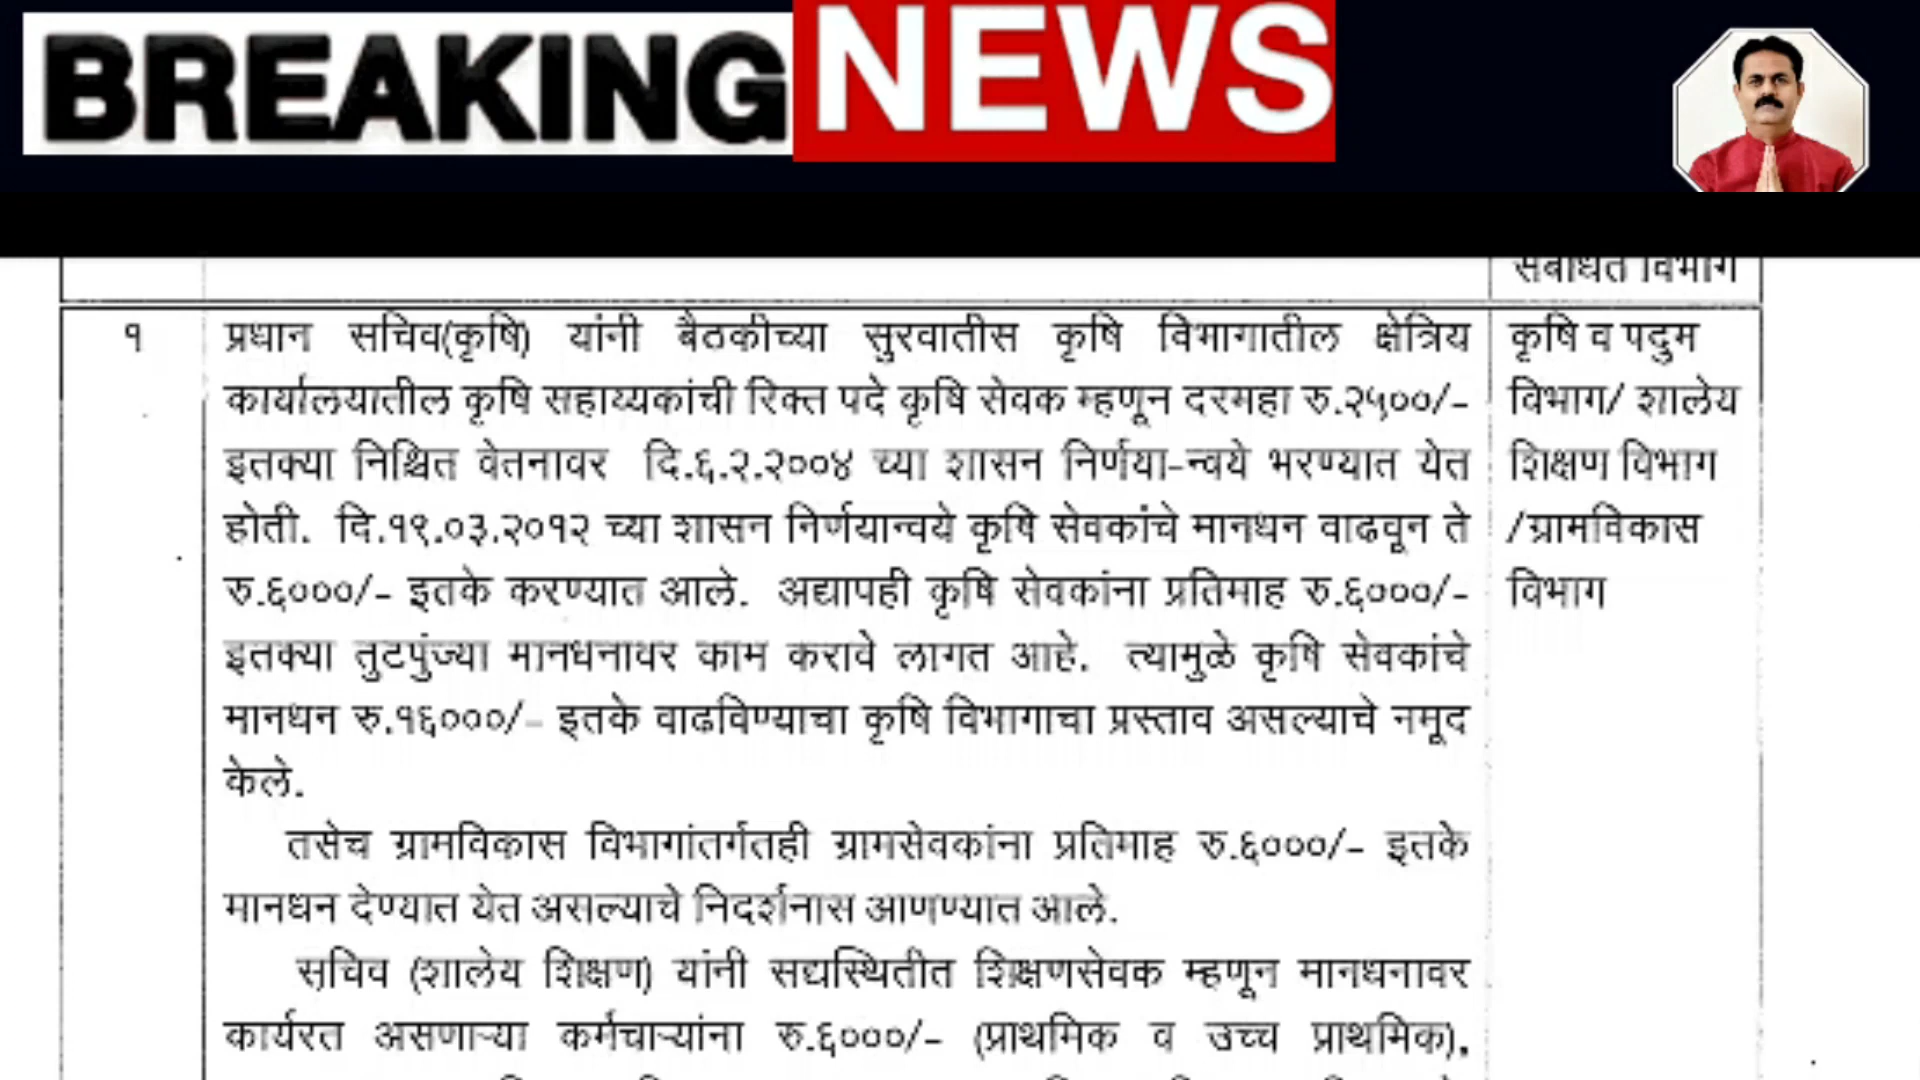 BREAKING NEWS
संबंधित विभाग
१
प्रधान सचिव(कृषि) यांनी बैठकीच्या सुरवातीस कृषि विभागातील क्षेत्रिय
कार्यालयातील कृषि सहाय्यकांची रिक्त पदे कृषि सेवक म्हणून दरमहा रु.२५००/-
इतक्या निश्चित वेतनावर दि.६.२.२००४ च्या शासन निर्णया-न्वये भरण्यात येत
होती. दि.१९.०३.२०१२ च्या शासन निर्णयान्वये कृषि सेवकांचे मानधन वाढवून ते
रु.६०००/- इतके करण्यात आले. अद्यापही कृषि सेवकांना प्रतिमाह रु.६०००/-
इतक्या तुटपुंज्या मानधनावर काम करावे लागत आहे. त्यामुळे कृषि सेवकांचे
मानधन रु.१६०००/- इतके वाढविण्याचा कृषि विभागाचा प्रस्ताव असल्याचे नमूद
केले.
तसेच ग्रामविकास विभागांतर्गतही ग्रामसेवकांना प्रतिमाह रु.६०००/- इतके
मानधन देण्यात येत असल्याचे निदर्शनास आणण्यात आले.
सचिव (शालेय शिक्षण) यांनी सद्यस्थितीत शिक्षणसेवक म्हणून मानधनावर
कार्यरत असणाऱ्या कर्मचाऱ्यांना रु.६०००/- (प्राथमिक व उच्च प्राथमिक),
कृषि व पदुम
विभाग/ शालेय
शिक्षण विभाग
/ग्रामविकास
विभाग